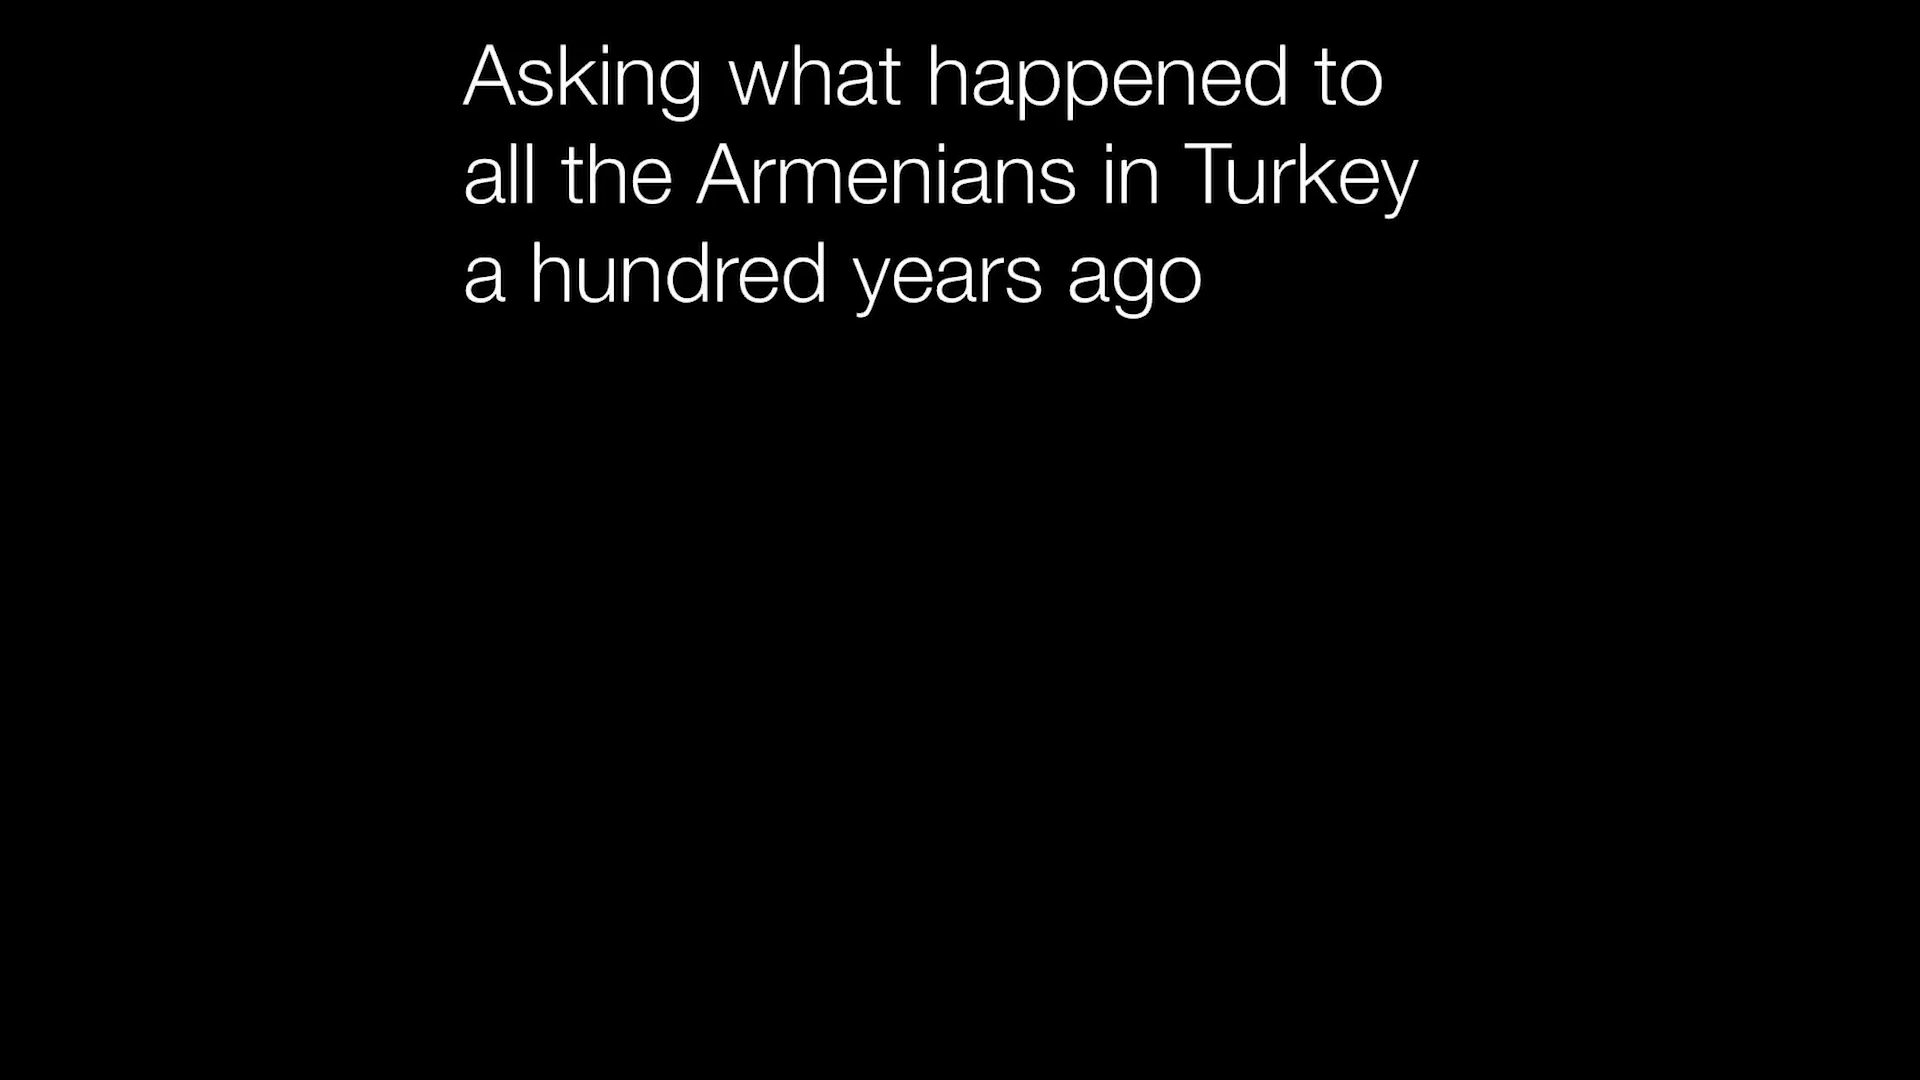 Asking what happened to
all the Armenians in Turkey
a hundred years ago